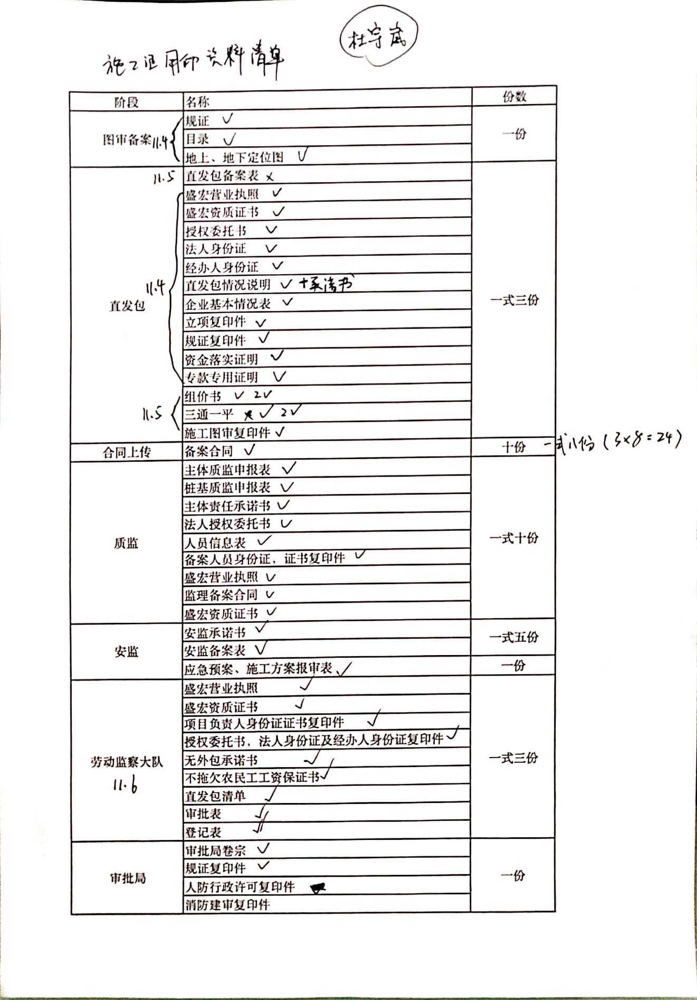 杜宇岚
施工证用印资料清单
阶段 名称 份数
图审备案 11.4 规证 ✓ 一份
目录 ✓
地上、地下定位图 ✓
直发包 11.5 直发包备案表 × 一式三份
11.4 盛宏营业执照 ✓
盛宏资质证书 ✓
授权委托书 ✓
法人身份证 ✓
经办人身份证 ✓
直发包情况说明 ✓ +承诺书
企业基本情况表 ✓
立项复印件 ✓
规证复印件 ✓
资金落实证明 ✓
专款专用证明 ✓
11.5 组价书 ✓ 2✓
三通一平 × ✓ 2✓
施工图审复印件 ✓
合同上传 备案合同 ✓ 十份 一式八份（3×8=24）
质监 主体质监申报表 ✓ 一式十份
桩基质监申报表 ✓
主体责任承诺书 ✓
法人授权委托书 ✓
人员信息表 ✓
备案人员身份证，证书复印件 ✓
盛宏营业执照 ✓
监理备案合同 ✓
盛宏资质证书 ✓
安监 安监承诺书 ✓ 一式五份
安监备案表 ✓
应急预案、施工方案报审表 ✓ 一份
劳动监察大队 11.6 盛宏营业执照 ✓ 一式三份
盛宏资质证书 ✓
项目负责人身份证证书复印件 ✓
授权委托书，法人身份证及经办人身份证复印件 ✓
无外包承诺书 ✓
不拖欠农民工工资保证书 ✓
直发包清单 ✓
审批表 ✓
登记表 ✓
审批局 审批局卷宗 ✓ 一份
规证复印件 ✓
人防行政许可复印件
消防建审复印件